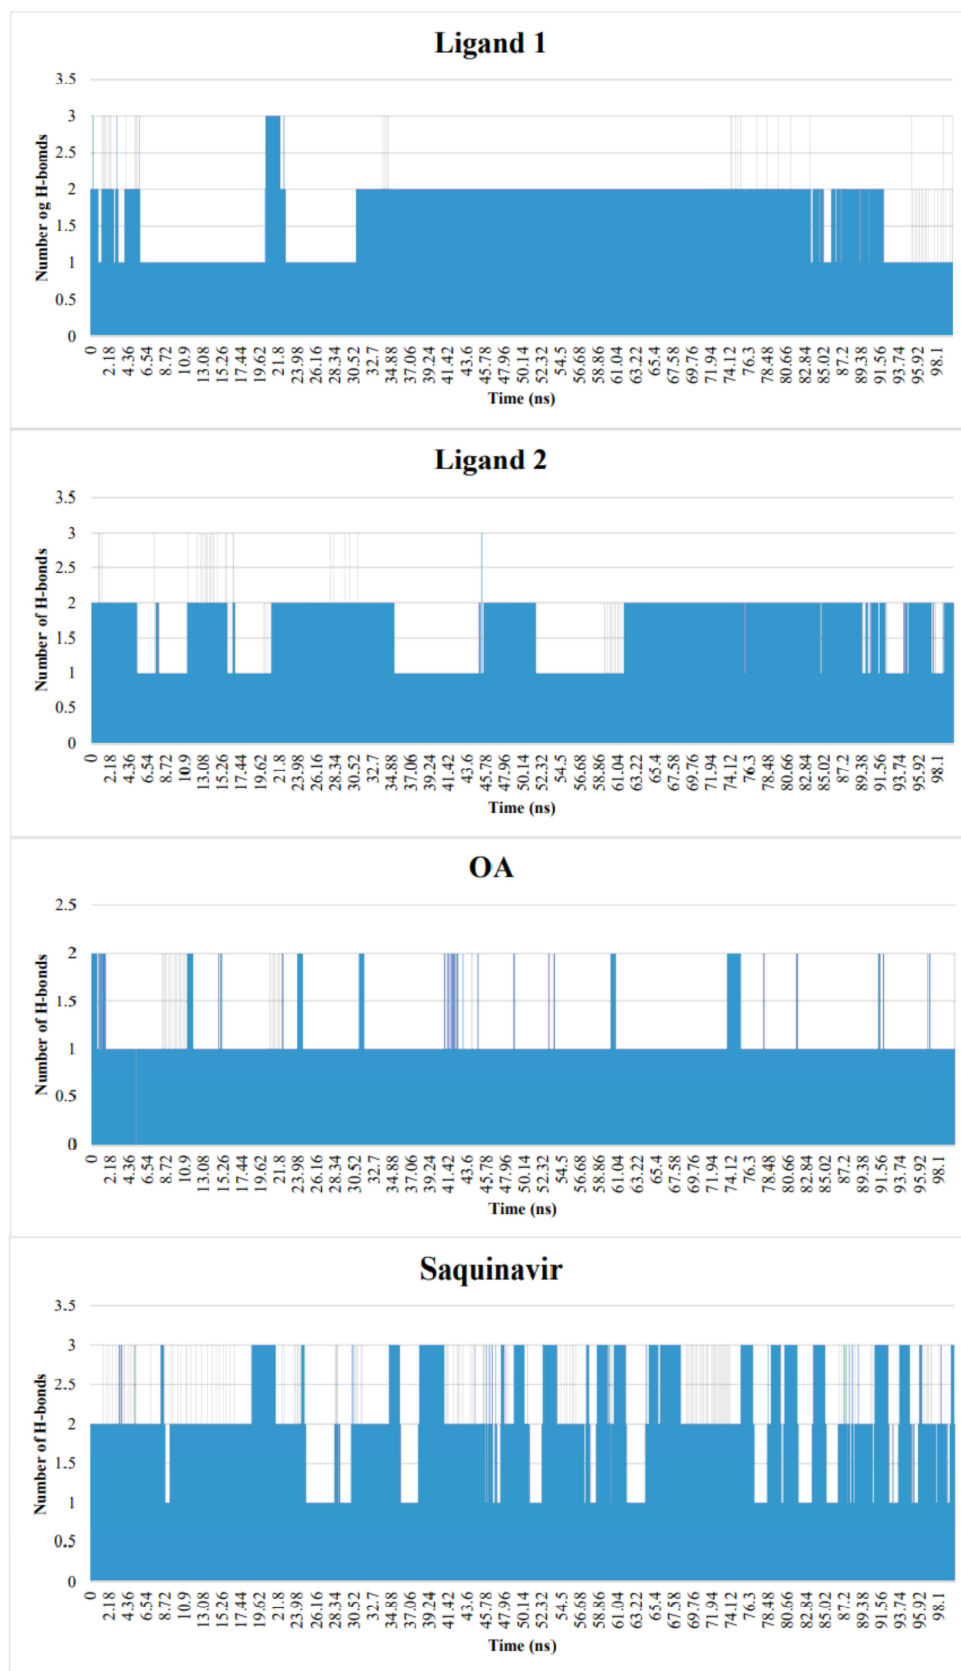 Ligand 1
3.5
3
2.5
2
1.5
1
0.5
0
Number og H-bonds
0 2.18 4.36 6.54 8.72 10.9 13.08 15.26 17.44 19.62 21.8 23.98 26.16 28.34 30.52 32.7 34.88 37.06 39.24 41.42 43.6 45.78 47.96 50.14 52.32 54.5 56.68 58.86 61.04 63.22 65.4 67.58 69.76 71.94 74.12 76.3 78.48 80.66 82.84 85.02 87.2 89.38 91.56 93.74 95.92 98.1
Time (ns)
Ligand 2
3.5
3
2.5
2
1.5
1
0.5
0
Number of H-bonds
0 2.18 4.36 6.54 8.72 10.9 13.08 15.26 17.44 19.62 21.8 23.98 26.16 28.34 30.52 32.7 34.88 37.06 39.24 41.42 43.6 45.78 47.96 50.14 52.32 54.5 56.68 58.86 61.04 63.22 65.4 67.58 69.76 71.94 74.12 76.3 78.48 80.66 82.84 85.02 87.2 89.38 91.56 93.74 95.92 98.1
Time (ns)
OA
2.5
2
1.5
1
0.5
0
Number of H-bonds
0 2.18 4.36 6.54 8.72 10.9 13.08 15.26 17.44 19.62 21.8 23.98 26.16 28.34 30.52 32.7 34.88 37.06 39.24 41.42 43.6 45.78 47.96 50.14 52.32 54.5 56.68 58.86 61.04 63.22 65.4 67.58 69.76 71.94 74.12 76.3 78.48 80.66 82.84 85.02 87.2 89.38 91.56 93.74 95.92 98.1
Time (ns)
Saquinavir
3.5
3
2.5
2
1.5
1
0.5
0
Number of H-bonds
0 2.18 4.36 6.54 8.72 10.9 13.08 15.26 17.44 19.62 21.8 23.98 26.16 28.34 30.52 32.7 34.88 37.06 39.24 41.42 43.6 45.78 47.96 50.14 52.32 54.5 56.68 58.86 61.04 63.22 65.4 67.58 69.76 71.94 74.12 76.3 78.48 80.66 82.84 85.02 87.2 89.38 91.56 93.74 95.92 98.1
Time (ns)